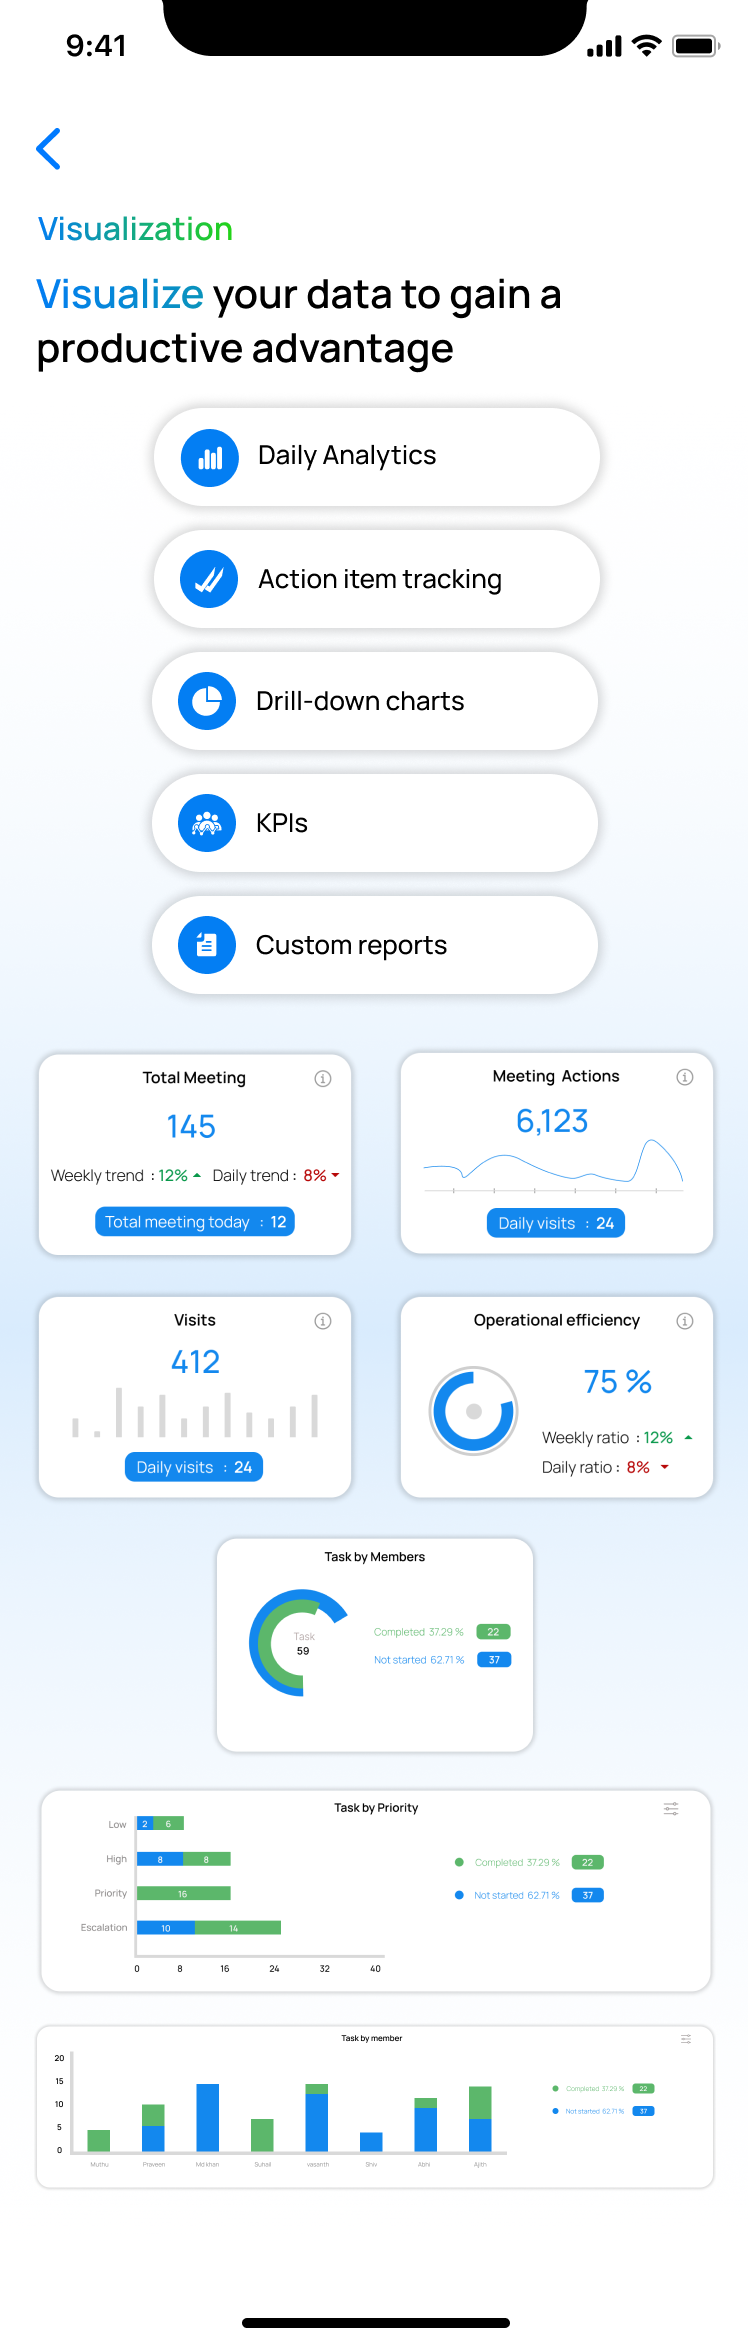 9:41
Visualization
Visualize your data to gain a
productive advantage
Daily Analytics
Action item tracking
Drill-down charts
KPIs
Custom reports
Total Meeting
145
Weekly trend : 12% Daily trend : 8%
Total meeting today : 12
Meeting Actions
6,123
Daily visits : 24
Visits
412
Daily visits : 24
Operational efficiency
75 %
Weekly ratio : 12%
Daily ratio : 8%
Task by Members
Task
59
Completed 37.29 % 22
Not started 62.71 % 37
Task by Priority
Low 2 6
High 8 8
Priority 16
Escalation 10 14
0 8 16 24 32 40
Completed 37.29 % 22
Not started 62.71 % 37
Task by member
20
15
10
5
0
Muthu Praveen Md khan Suhail vasanth Shiv Abhi Ajith
Completed 37.29 % 22
Not started 62.71 % 37